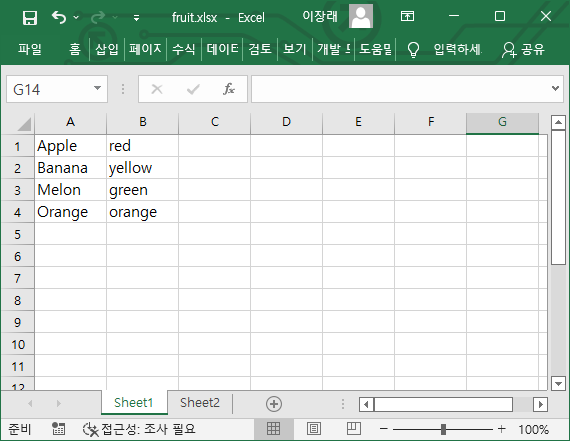 fruit.xlsx - Excel 이장래
파일 홈 삽입 페이지 수식 데이터 검토 보기 개발 도움말 입력하세 공유
G14 fx
A B C D E F G
1 Apple red
2 Banana yellow
3 Melon green
4 Orange orange
5
6
7
8
9
10
11
12
Sheet1 Sheet2
준비 접근성: 조사 필요 100%